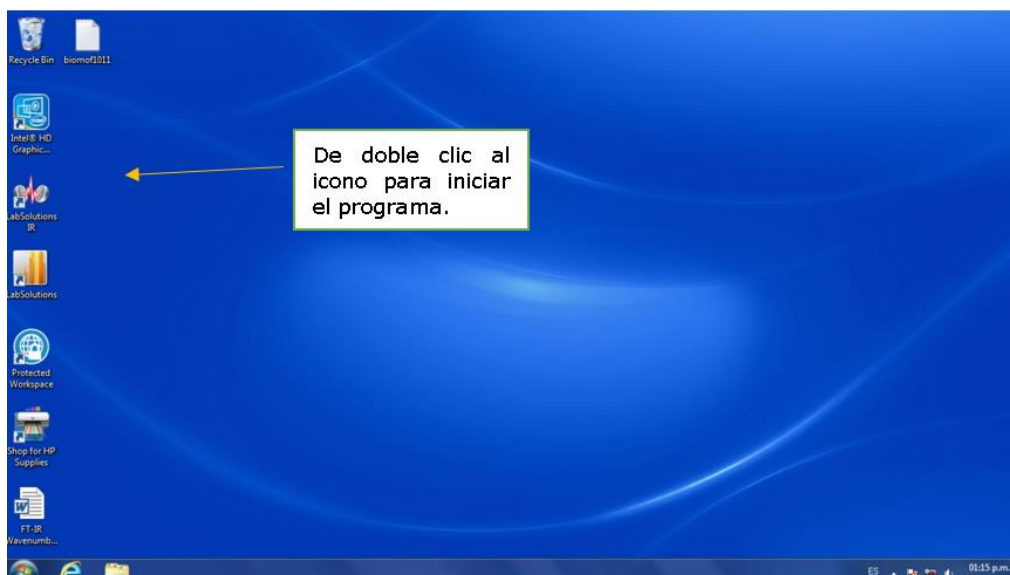 Recycle Bin
biomof1011
Intel® HD
Graphic...
LabSolutions
IR
LabSolutions
Protected
Workspace
Shop for HP
Supplies
FT-IR
Wavenumb...
De doble clic al
icono para iniciar
el programa.
ES
01:15 p.m.